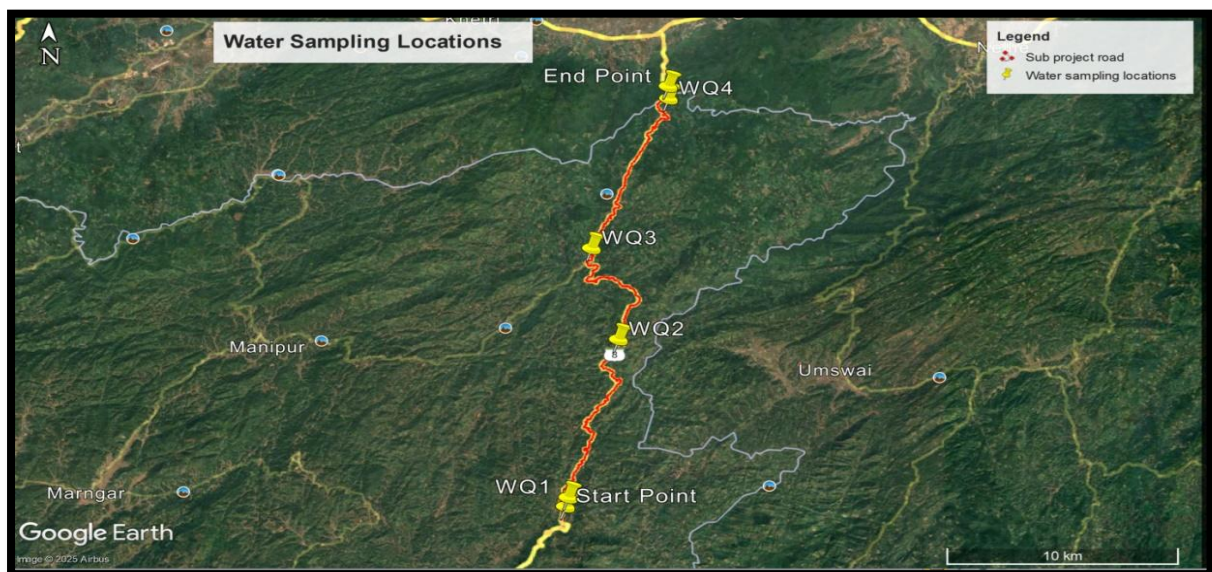 Water Sampling Locations
N
Legend
Sub project road
Water sampling locations
End Point
WQ4
WQ3
WQ2
8
Manipur
Umswai
WQ1
Start Point
Marngar
Google Earth
Image © 2025 Airbus
10 km